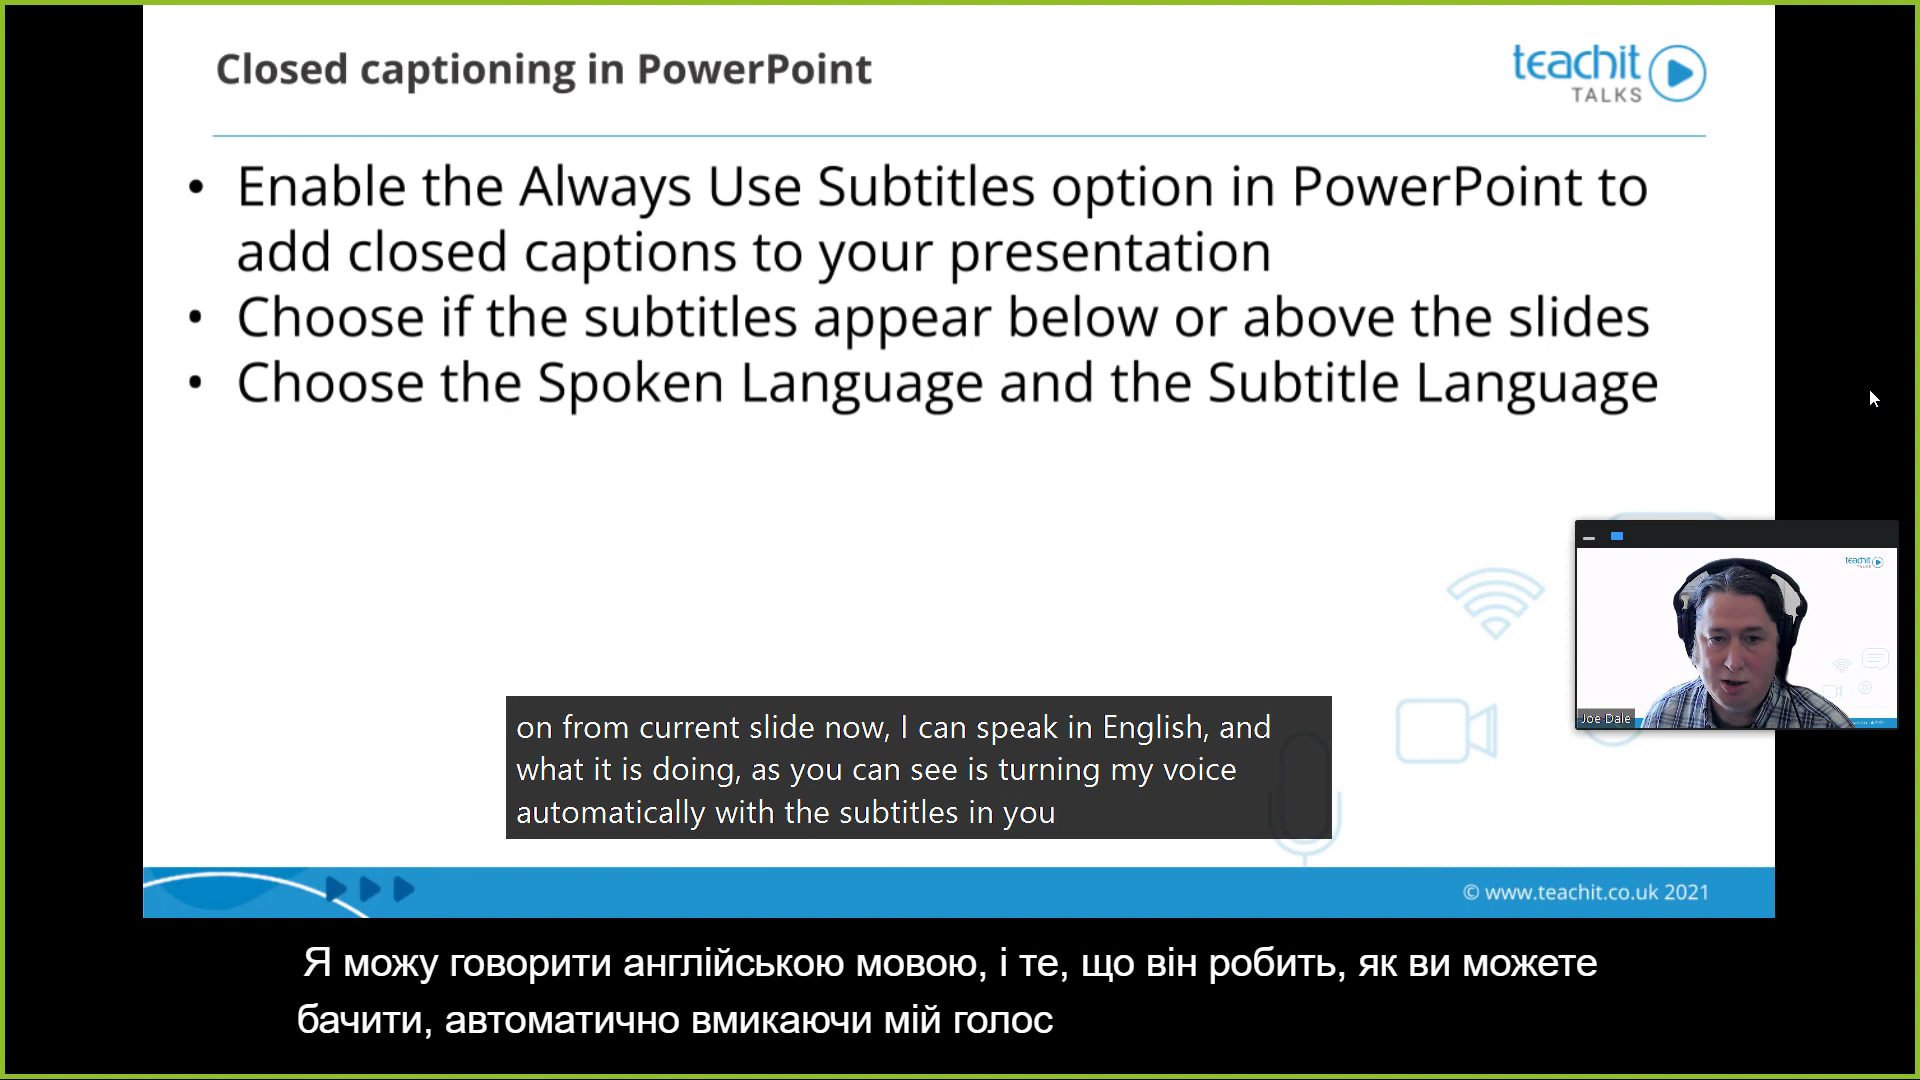 Closed captioning in PowerPoint
teachit
TALKS
• Enable the Always Use Subtitles option in PowerPoint to
add closed captions to your presentation
• Choose if the subtitles appear below or above the slides
• Choose the Spoken Language and the Subtitle Language
teachit
TALKS
Joe Dale
on from current slide now, I can speak in English, and
what it is doing, as you can see is turning my voice
automatically with the subtitles in you
© www.teachit.co.uk 2021
Я можу говорити англійською мовою, і те, що він робить, як ви можете
бачити, автоматично вмикаючи мій голос